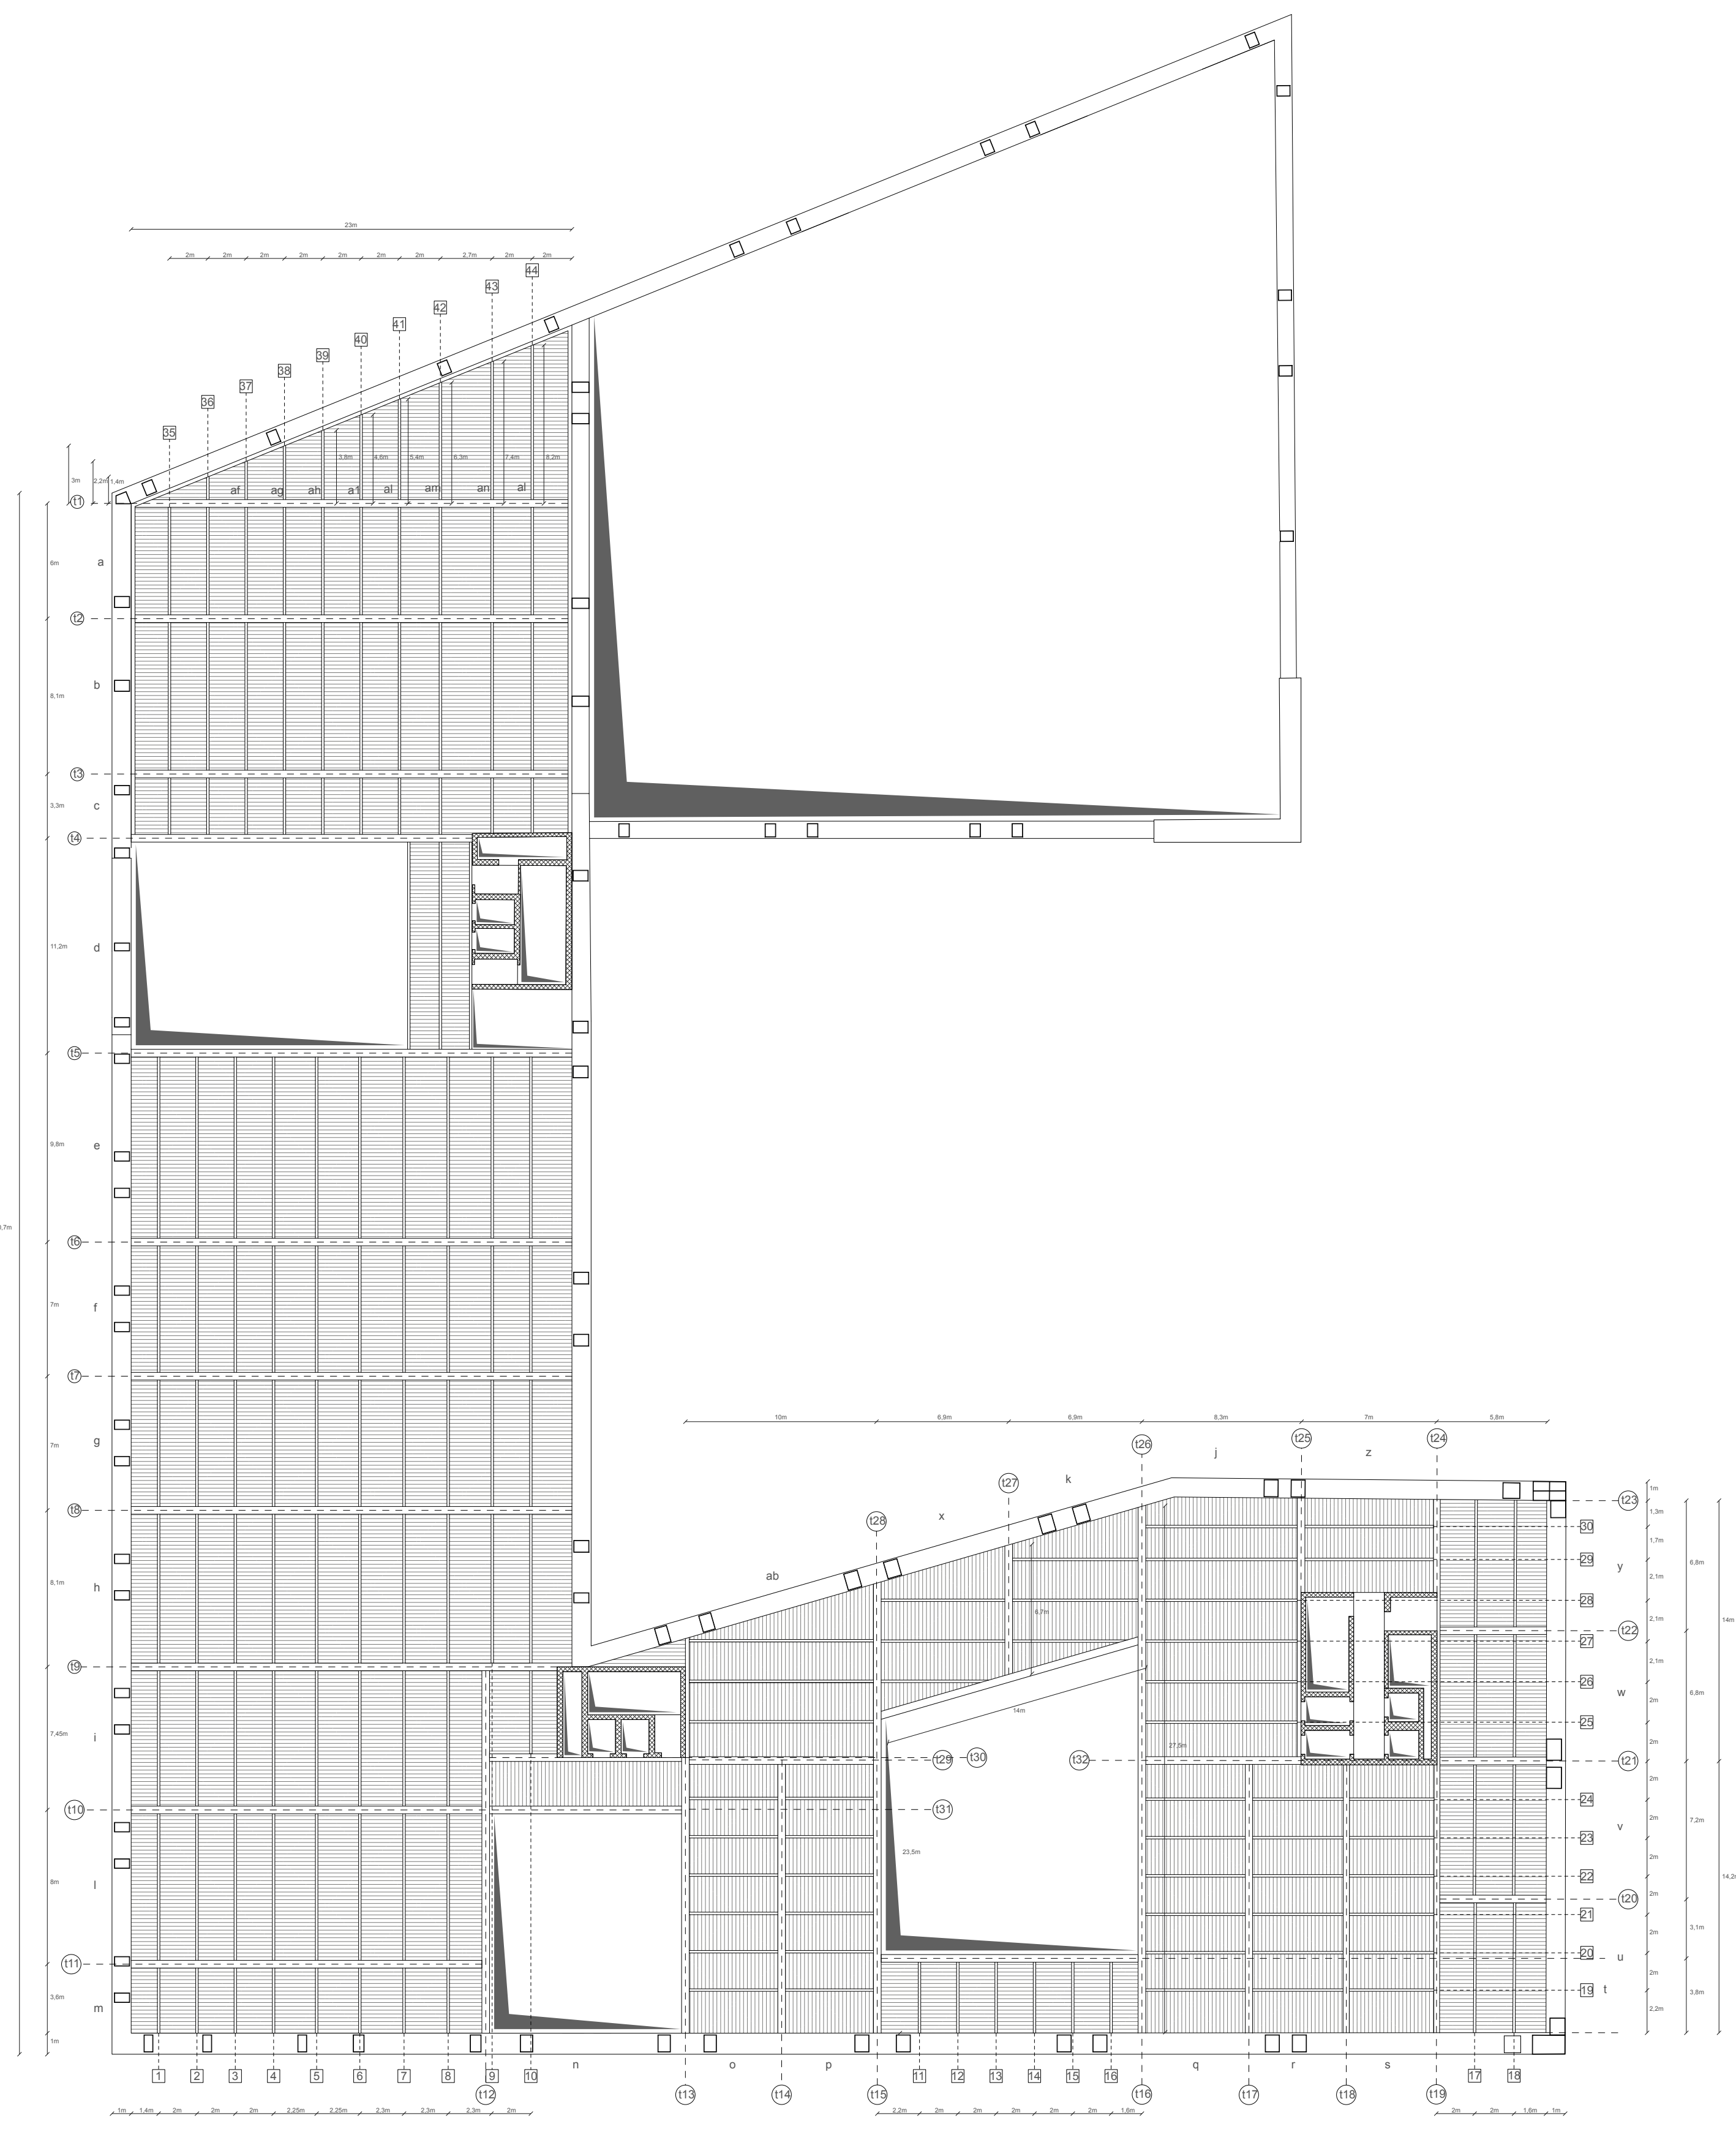 23m
2m 2m 2m 2m 2m 2m 2m 2,7m 2m 2m
44
43
42
41
40
39
38
37
36
35
3m 2,2m 1,4m
3,8m 4,6m 5,4m 6,3m 7,4m 8,2m
af ag ah a1 al am an al
t1
6m a
t2
8,1m b
t3
3,3m c
t4
11,2m d
t5
9,8m e
t6
7m f
t7
7m g
t8
8,1m h
t9
7,45m i
t10
8m l
t11
3,6m m
1m
10m 6,9m 6,9m 8,3m 7m 5,8m
t25 t24
t26
j z
t27 k
t28 x
ab
6,7m
14m
27,5m
23,5m
t29 t30 t32
t31
1m
t23
1,3m
30
1,7m
29
y
6,8m
2,1m
28
14m
2,1m
t22
27
2,1m
26
w 6,8m
2m
25
2m
t21
2m
24
2m
v 7,2m
23
2m
22
14,2m
2m
t20
21
2m 3,1m
20 u
2m
19 t
3,8m
2,2m
n o p q r s
1 2 3 4 5 6 7 8 9 10 11 12 13 14 15 16 17 18
t12 t13 t14 t15 t16 t17 t18 t19
1m 1,4m 2m 2m 2m 2,25m 2,25m 2,3m 2,3m 2,3m 2m
2,2m 2m 2m 2m 2m 2m 1,6m
2m 2m 1,6m 1m